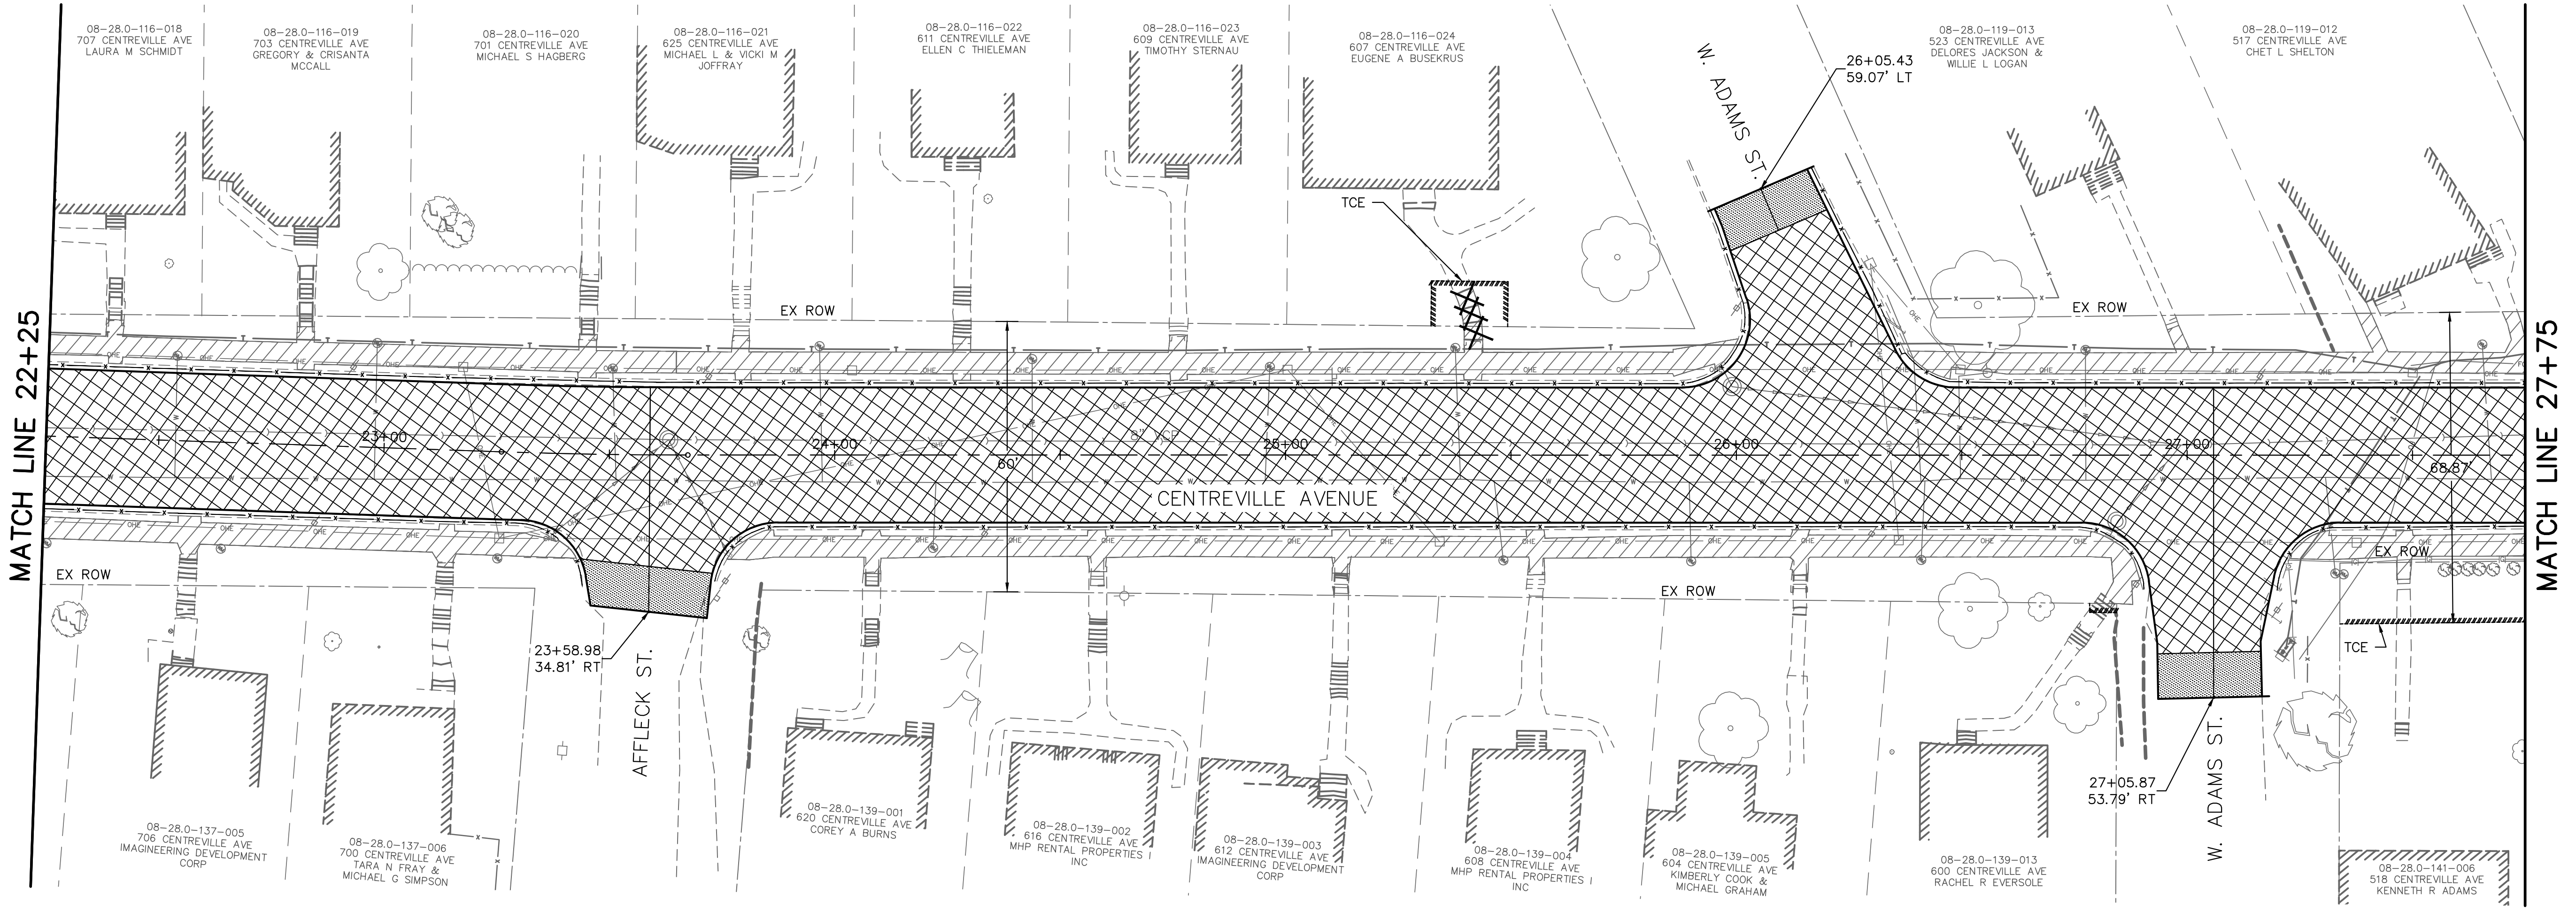 08-28.0-116-018
707 CENTREVILLE AVE
LAURA M SCHMIDT
08-28.0-116-019
703 CENTREVILLE AVE
GREGORY & CRISANTA
MCCALL
08-28.0-116-020
701 CENTREVILLE AVE
MICHAEL S HAGBERG
08-28.0-116-021
625 CENTREVILLE AVE
MICHAEL L & VICKI M
JOFFRAY
08-28.0-116-022
611 CENTREVILLE AVE
ELLEN C THIELEMAN
08-28.0-116-023
609 CENTREVILLE AVE
TIMOTHY STERNAU
08-28.0-116-024
607 CENTREVILLE AVE
EUGENE A BUSEKRUS
W. ADAMS ST.
26+05.43
59.07' LT
08-28.0-119-013
523 CENTREVILLE AVE
DELORES JACKSON &
WILLIE L LOGAN
08-28.0-119-012
517 CENTREVILLE AVE
CHET L SHELTON
TCE
EX ROW
EX ROW
MATCH LINE 22+25
MATCH LINE 27+75
23+00
24+00
8" VCP
25+00
26+00
27+00
60'
68.87'
CENTREVILLE AVENUE
EX ROW
EX ROW
EX ROW
TCE
23+58.98
34.81' RT
AFFLECK ST.
27+05.87
53.79' RT
W. ADAMS ST.
08-28.0-137-005
706 CENTREVILLE AVE
IMAGINEERING DEVELOPMENT
CORP
08-28.0-137-006
700 CENTREVILLE AVE
TARA N FRAY &
MICHAEL G SIMPSON
08-28.0-139-001
620 CENTREVILLE AVE
COREY A BURNS
08-28.0-139-002
616 CENTREVILLE AVE
MHP RENTAL PROPERTIES I
INC
08-28.0-139-003
612 CENTREVILLE AVE
IMAGINEERING DEVELOPMENT
CORP
08-28.0-139-004
608 CENTREVILLE AVE
MHP RENTAL PROPERTIES I
INC
08-28.0-139-005
604 CENTREVILLE AVE
KIMBERLY COOK &
MICHAEL GRAHAM
08-28.0-139-013
600 CENTREVILLE AVE
RACHEL R EVERSOLE
08-28.0-141-006
518 CENTREVILLE AVE
KENNETH R ADAMS